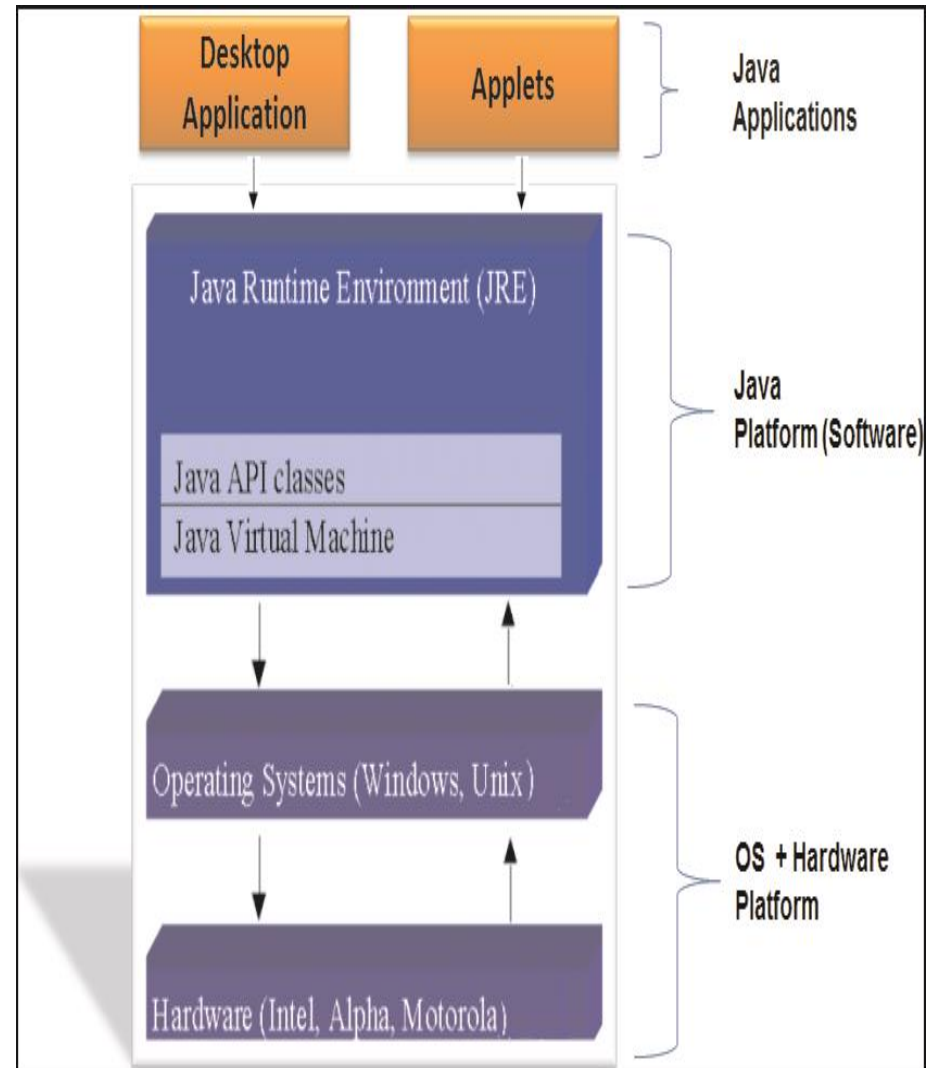 Desktop
Application
Applets
Java
Applications
Java Runtime Environment (JRE)
Java API classes
Java Virtual Machine
Java
Platform (Software)
Operating Systems (Windows, Unix)
Hardware (Intel, Alpha, Motorola)
OS + Hardware
Platform